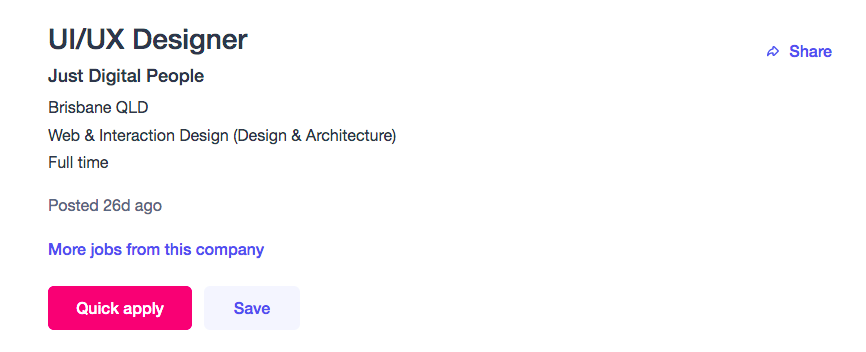 UI/UX Designer
Share
Just Digital People
Brisbane QLD
Web & Interaction Design (Design & Architecture)
Full time
Posted 26d ago
More jobs from this company
Quick apply
Save